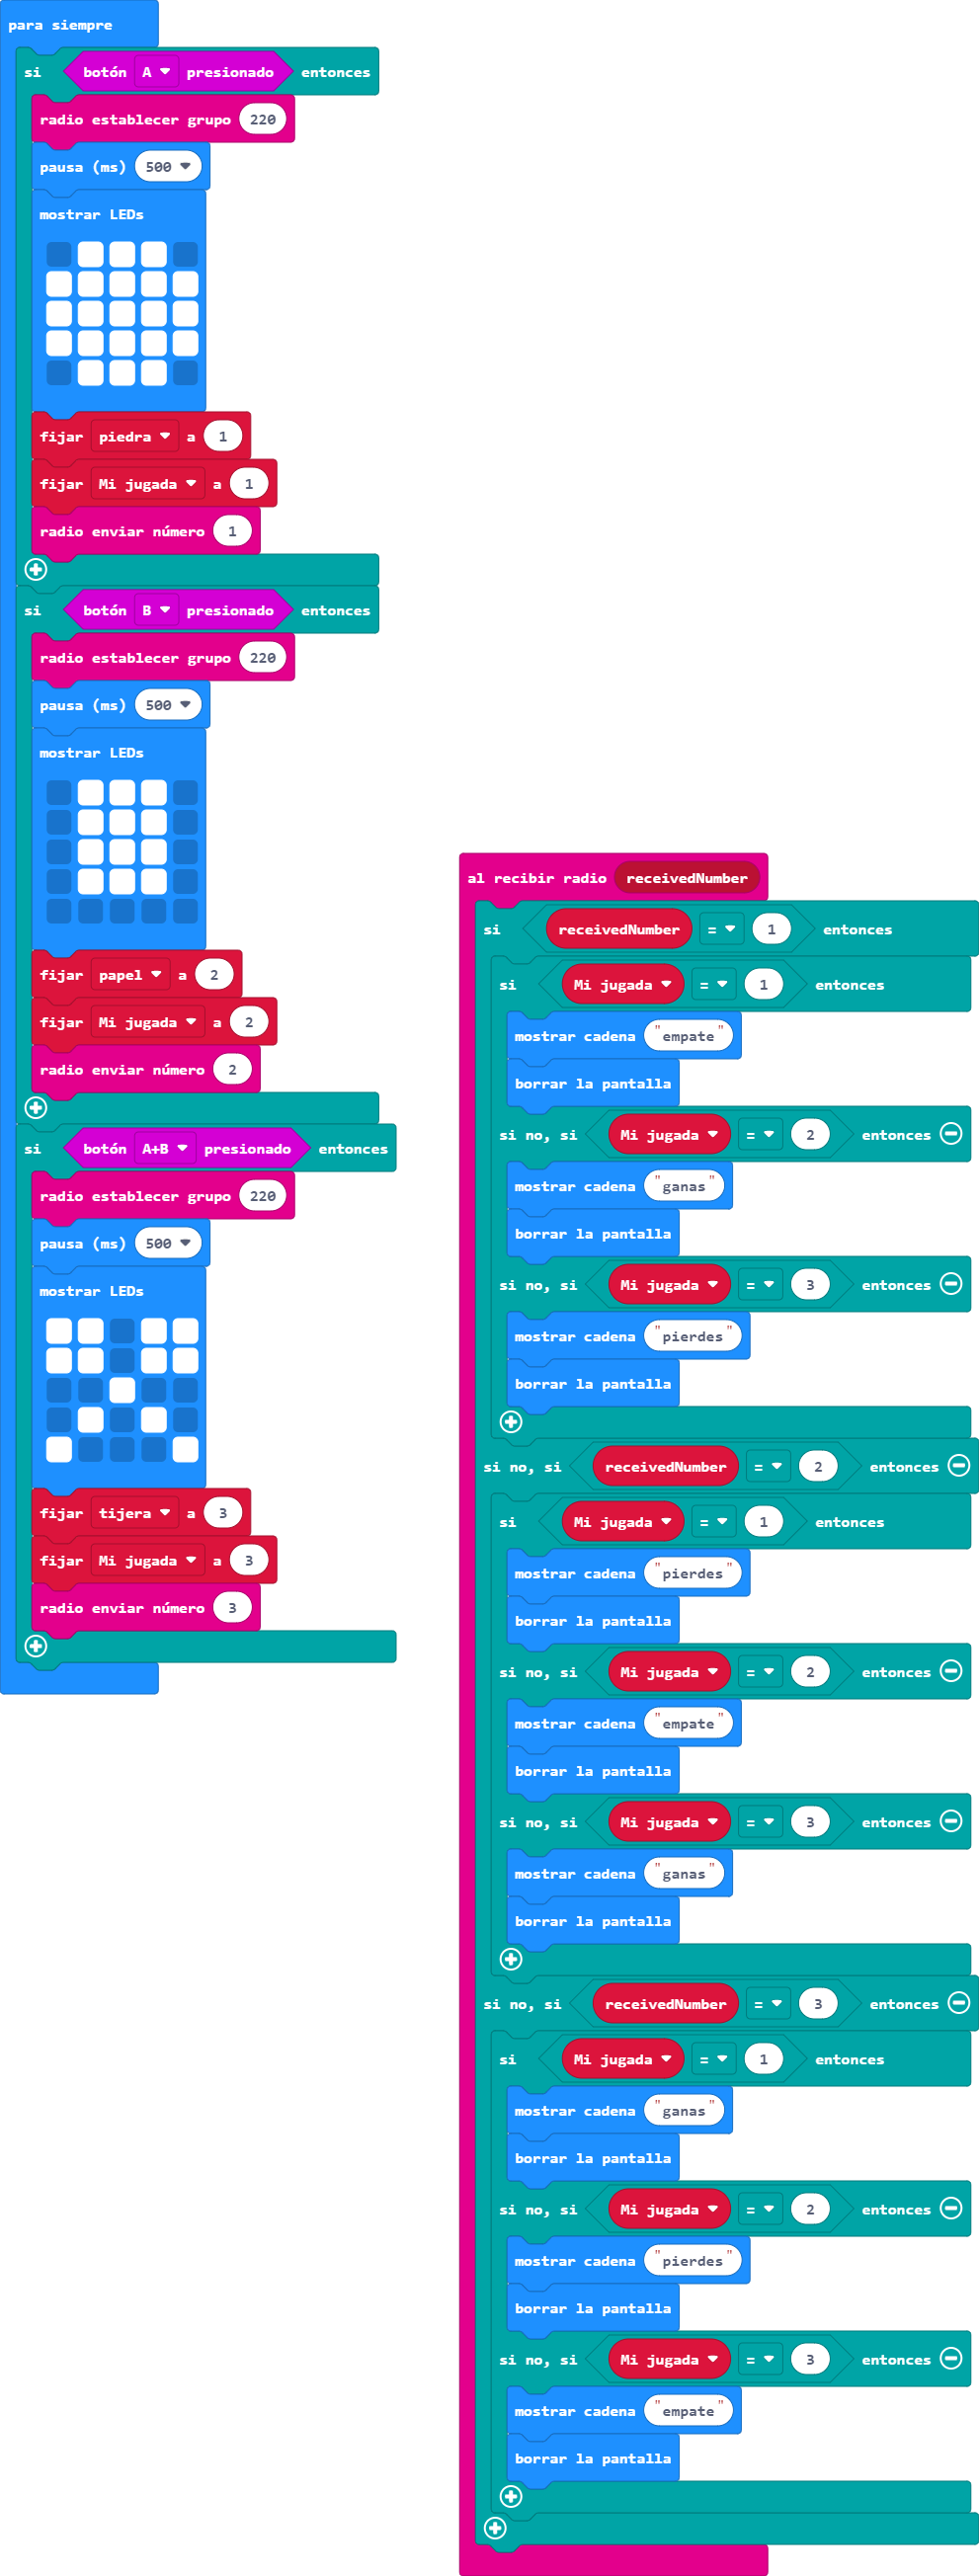 para siempre
si botón A presionado entonces
radio establecer grupo 220
pausa (ms) 500
mostrar LEDs
fijar piedra a 1
fijar Mi jugada a 1
radio enviar número 1
si botón B presionado entonces
radio establecer grupo 220
pausa (ms) 500
mostrar LEDs
fijar papel a 2
fijar Mi jugada a 2
radio enviar número 2
si botón A+B presionado entonces
radio establecer grupo 220
pausa (ms) 500
mostrar LEDs
fijar tijera a 3
fijar Mi jugada a 3
radio enviar número 3
al recibir radio receivedNumber
si receivedNumber = 1 entonces
si Mi jugada = 1 entonces
mostrar cadena "empate"
borrar la pantalla
si no, si Mi jugada = 2 entonces
mostrar cadena "ganas"
borrar la pantalla
si no, si Mi jugada = 3 entonces
mostrar cadena "pierdes"
borrar la pantalla
si no, si receivedNumber = 2 entonces
si Mi jugada = 1 entonces
mostrar cadena "pierdes"
borrar la pantalla
si no, si Mi jugada = 2 entonces
mostrar cadena "empate"
borrar la pantalla
si no, si Mi jugada = 3 entonces
mostrar cadena "ganas"
borrar la pantalla
si no, si receivedNumber = 3 entonces
si Mi jugada = 1 entonces
mostrar cadena "ganas"
borrar la pantalla
si no, si Mi jugada = 2 entonces
mostrar cadena "pierdes"
borrar la pantalla
si no, si Mi jugada = 3 entonces
mostrar cadena "empate"
borrar la pantalla